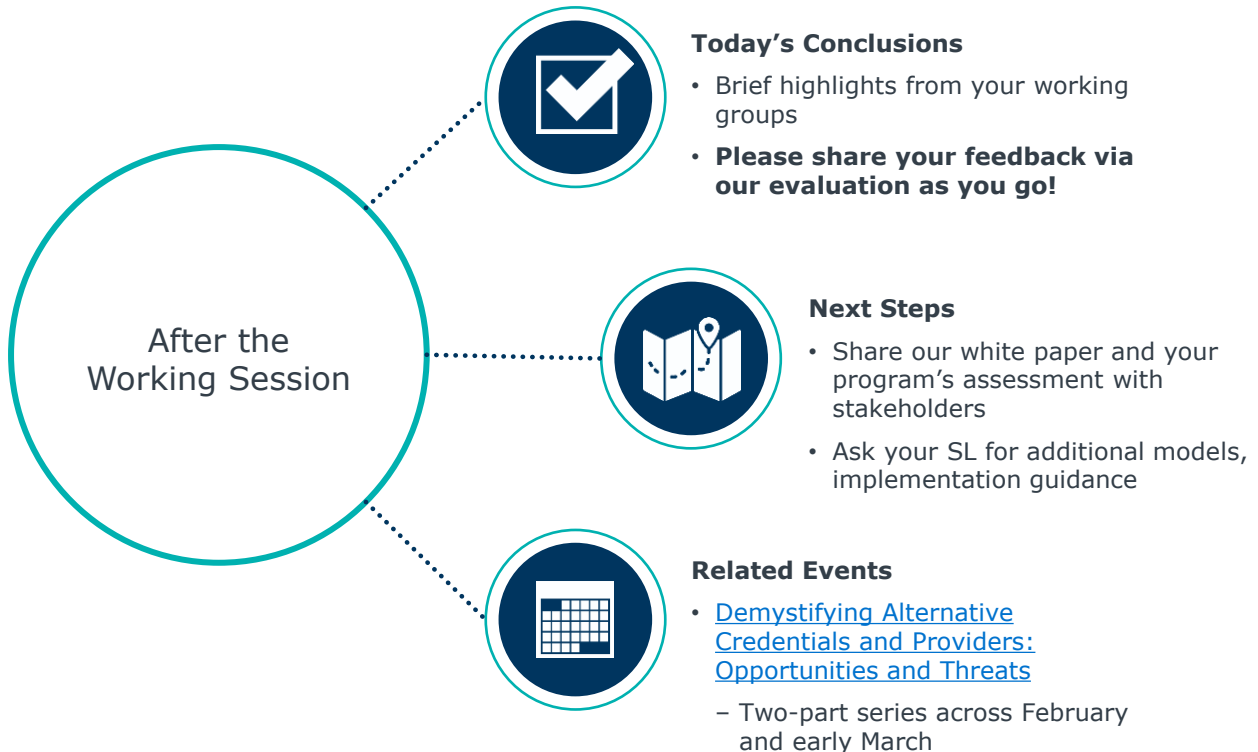 After the
Working Session
Today’s Conclusions
• Brief highlights from your working
groups
• Please share your feedback via
our evaluation as you go!
Next Steps
• Share our white paper and your
program’s assessment with
stakeholders
• Ask your SL for additional models,
implementation guidance
Related Events
• Demystifying Alternative
Credentials and Providers:
Opportunities and Threats
– Two-part series across February
and early March